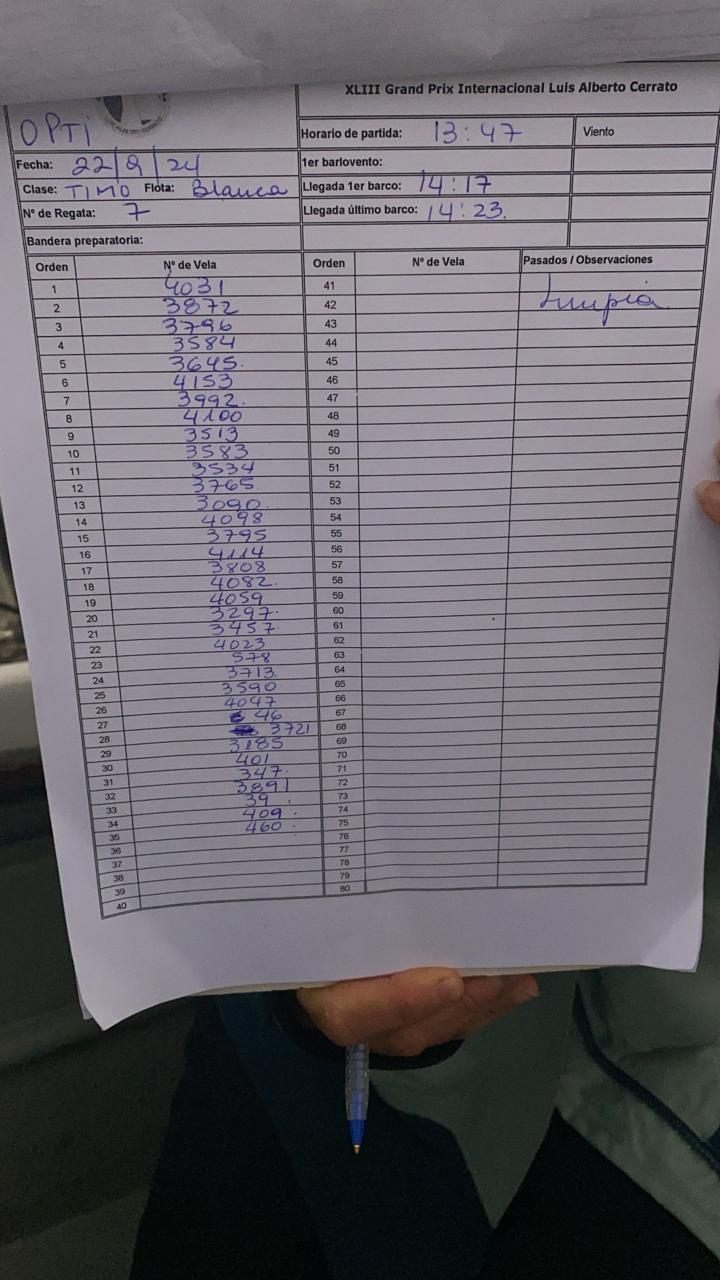 XLIII Grand Prix Internacional Luis Alberto Cerrato
OPTi
Horario de partida: 13:47 Viento
Fecha: 22/9/24 1er barlovento:
Clase: TIMO Flota: Blanca Llegada 1er barco: 14:17
Nº de Regata: 7 Llegada último barco: 14:23.
Bandera preparatoria:
Orden Nº de Vela Orden Nº de Vela Pasados / Observaciones
1 4031 41
2 3872 42 Limpia
3 3796 43
4 3584 44
5 3645. 45
6 4153 46
7 3992. 47
8 4100 48
9 3513 49
10 3583 50
11 3534 51
12 3765 52
13 3090. 53
14 4098 54
15 3795 55
16 4114 56
17 3808 57
18 4082. 58
19 4059 59
20 3297. 60
21 3457. 61
22 4023 62
23 578 63
24 3713 64
25 3590 65
26 4047 66
27 46 67
28 3721 68
29 3185 69
30 401 70
31 347. 71
32 3891 72
33 39. 73
34 409. 74
35 460. 75
36 76
37 77
38 78
39 79
40 80